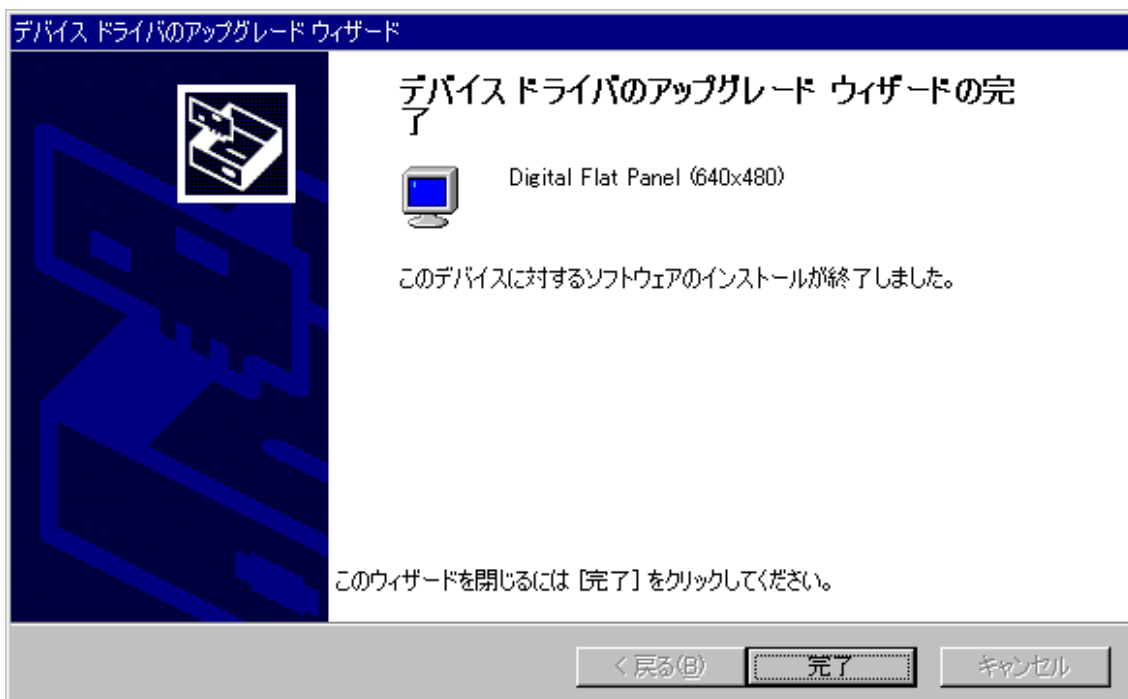 デバイス ドライバのアップグレード ウィザード
デバイス ドライバのアップグレード ウィザードの完
了
Digital Flat Panel (640x480)
このデバイスに対するソフトウェアのインストールが終了しました。
このウィザードを閉じるには [完了] をクリックしてください。
< 戻る(B)
完了
キャンセル